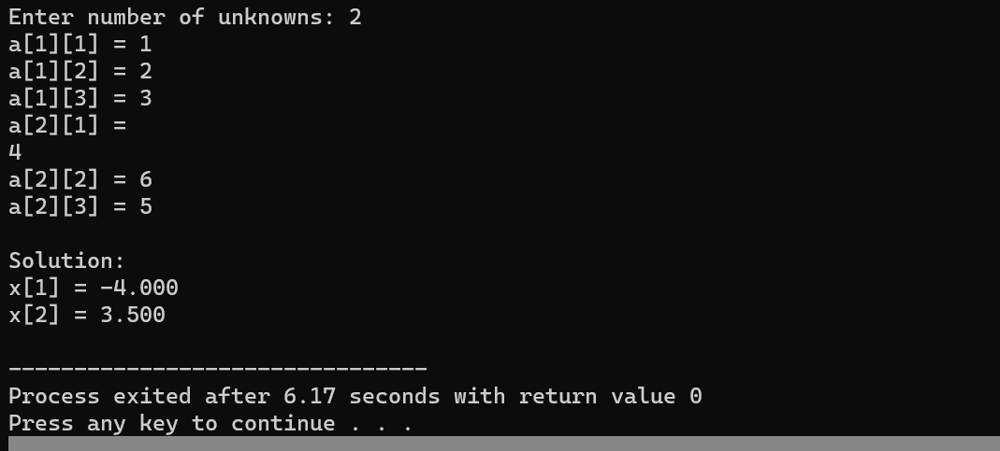 Enter number of unknowns: 2
a[1][1] = 1
a[1][2] = 2
a[1][3] = 3
a[2][1] =
4
a[2][2] = 6
a[2][3] = 5
Solution:
x[1] = -4.000
x[2] = 3.500
--------------------------------
Process exited after 6.17 seconds with return value 0
Press any key to continue . . .